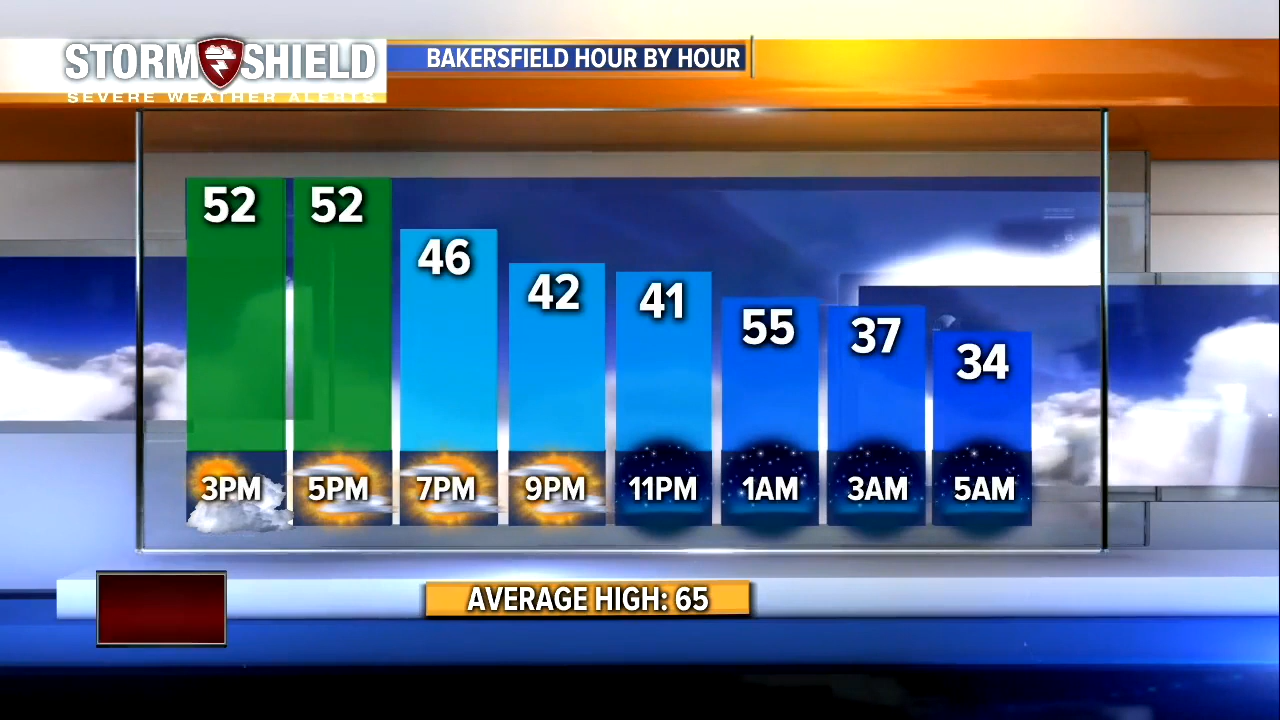 STORM SHIELD
SEVERE WEATHER ALERTS
BAKERSFIELD HOUR BY HOUR
52 52 46 42 41 55 37 34
3PM 5PM 7PM 9PM 11PM 1AM 3AM 5AM
AVERAGE HIGH: 65